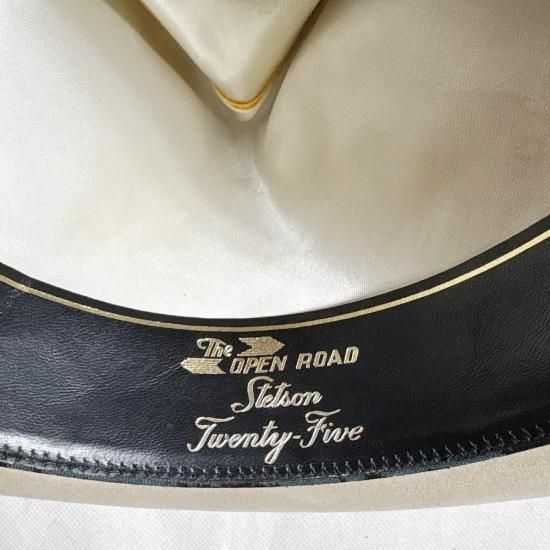 The OPEN ROAD
Stetson
Twenty-Five